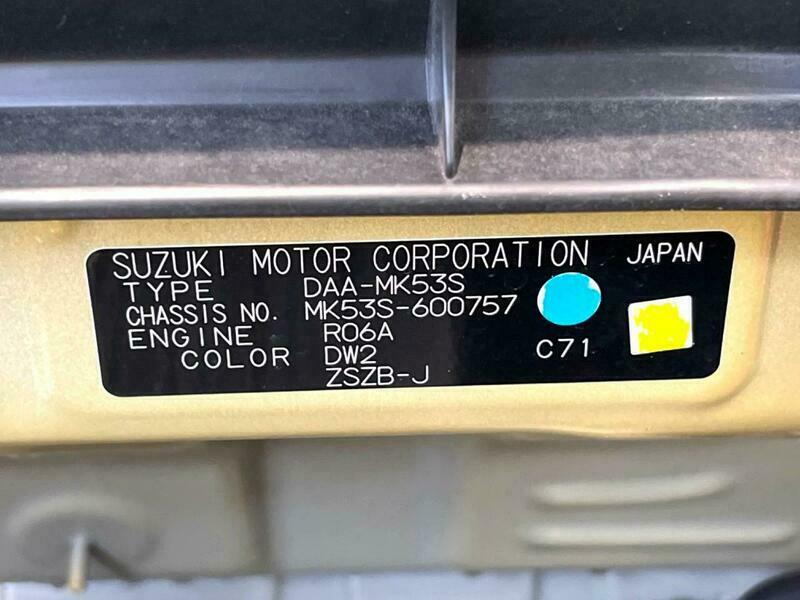 SUZUKI MOTOR CORPORATION JAPAN
TYPE DAA-MK53S
CHASSIS NO. MK53S-600757
ENGINE R06A
COLOR DW2 C71
ZSZB-J